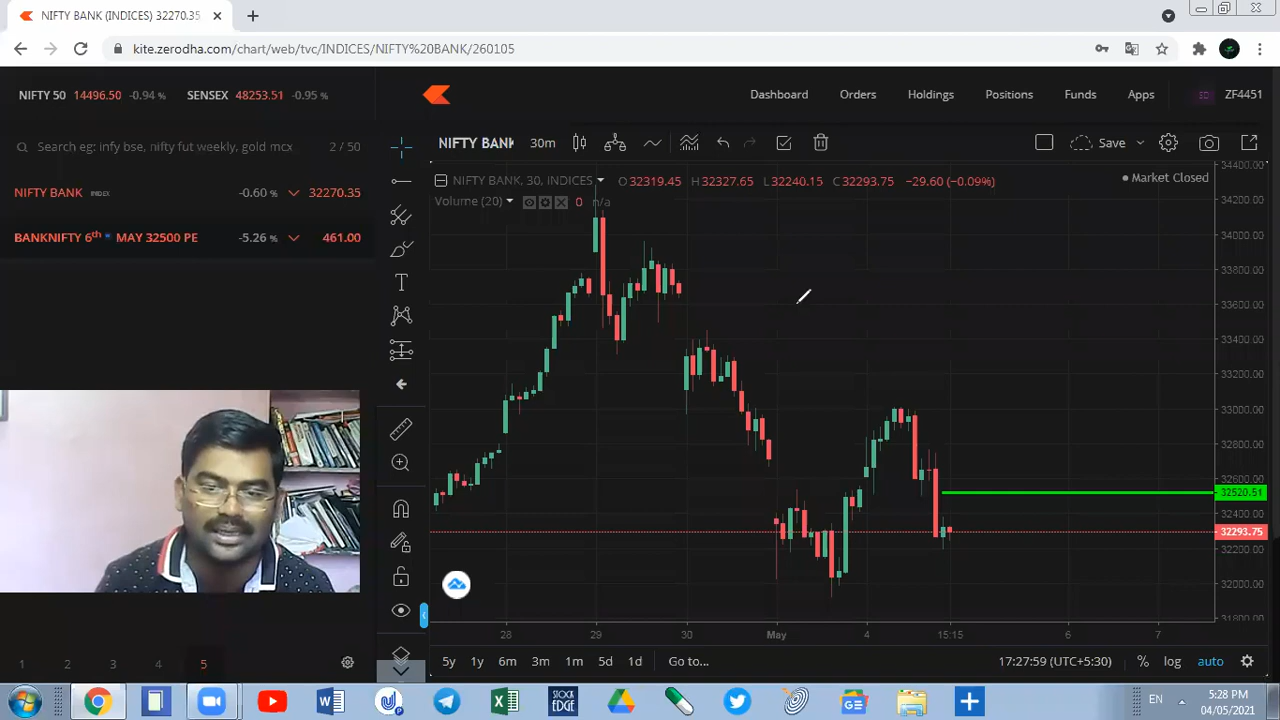 NIFTY BANK (INDICES) 32270.35
kite.zerodha.com/chart/web/tvc/INDICES/NIFTY%20BANK/260105
NIFTY 50 14496.50 -0.94 % SENSEX 48253.51 -0.95 %
Dashboard Orders Holdings Positions Funds Apps ZF4451
Search eg: infy bse, nifty fut weekly, gold mcx 2 / 50
NIFTY BANK 30m Save
NIFTY BANK INDEX -0.60 % 32270.35
BANKNIFTY 6th MAY 32500 PE -5.26 % 461.00
NIFTY BANK, 30, INDICES O32319.45 H32327.65 L32240.15 C32293.75 −29.60 (−0.09%)
Market Closed
Volume (20) 0 n/a
34400.00
34200.00
34000.00
33800.00
33600.00
33400.00
33200.00
33000.00
32800.00
32600.00
32520.51
32400.00
32293.75
32200.00
32000.00
31800.00
28 29 30 May 4 15:15 6 7
5y 1y 6m 3m 1m 5d 1d Go to... 17:27:59 (UTC+5:30) % log auto
1 2 3 4 5
STOCK EDGE
EN 5:28 PM
04/05/2021